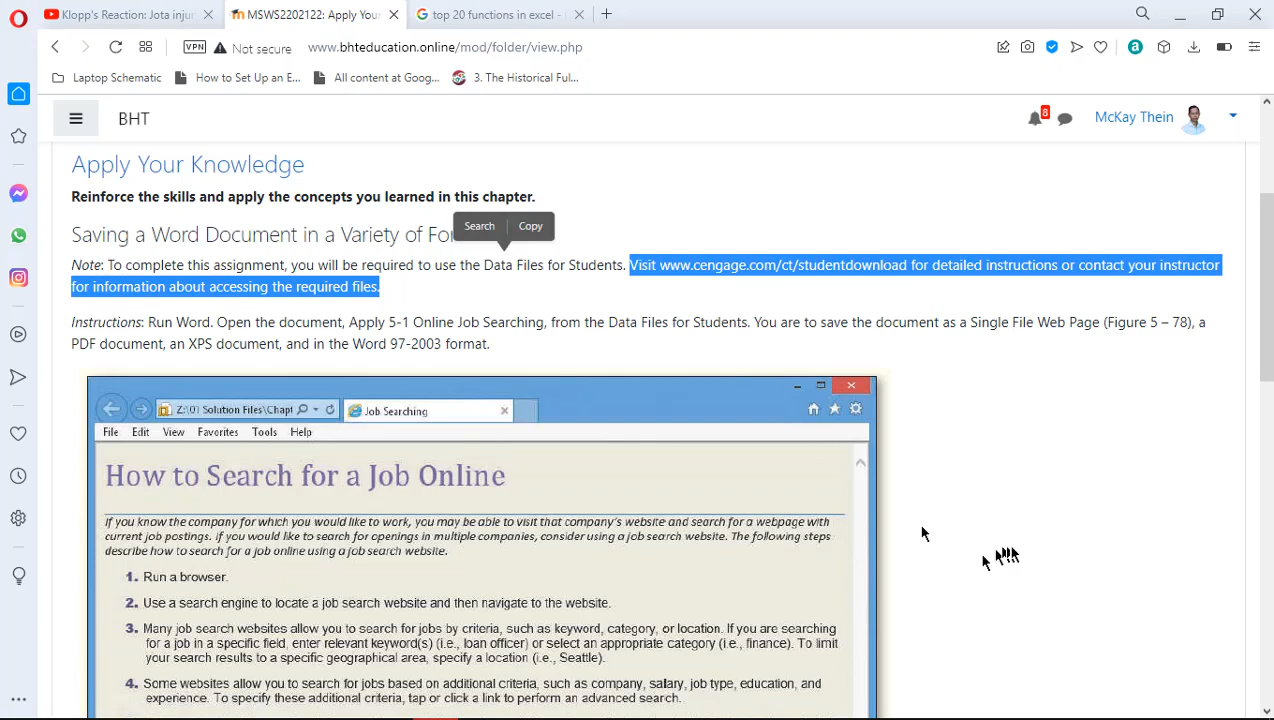 Klopp's Reaction: Jota injur
MSWS2202122: Apply Your
top 20 functions in excel -
VPN
Not secure
www.bhteducation.online/mod/folder/view.php
Laptop Schematic
How to Set Up an E...
All content at Goog...
3. The Historical Ful...
BHT
8
McKay Thein
Apply Your Knowledge
Reinforce the skills and apply the concepts you learned in this chapter.
Saving a Word Document in a Variety of For
Search
Copy
Note: To complete this assignment, you will be required to use the Data Files for Students. Visit www.cengage.com/ct/studentdownload for detailed instructions or contact your instructor
for information about accessing the required files.
Instructions: Run Word. Open the document, Apply 5-1 Online Job Searching, from the Data Files for Students. You are to save the document as a Single File Web Page (Figure 5 – 78), a
PDF document, an XPS document, and in the Word 97-2003 format.
Z:\01 Solution Files\Chapt
Job Searching
File Edit View Favorites Tools Help
How to Search for a Job Online
If you know the company for which you would like to work, you may be able to visit that company's website and search for a webpage with
current job postings. If you would like to search for openings in multiple companies, consider using a job search website. The following steps
describe how to search for a job online using a job search website.
1. Run a browser.
2. Use a search engine to locate a job search website and then navigate to the website.
3. Many job search websites allow you to search for jobs by criteria, such as keyword, category, or location. If you are searching
for a job in a specific field, enter relevant keyword(s) (i.e., loan officer) or select an appropriate category (i.e., finance). To limit
your search results to a specific geographical area, specify a location (i.e., Seattle).
4. Some websites allow you to search for jobs based on additional criteria, such as company, salary, job type, education, and
experience. To specify these additional criteria, tap or click a link to perform an advanced search.